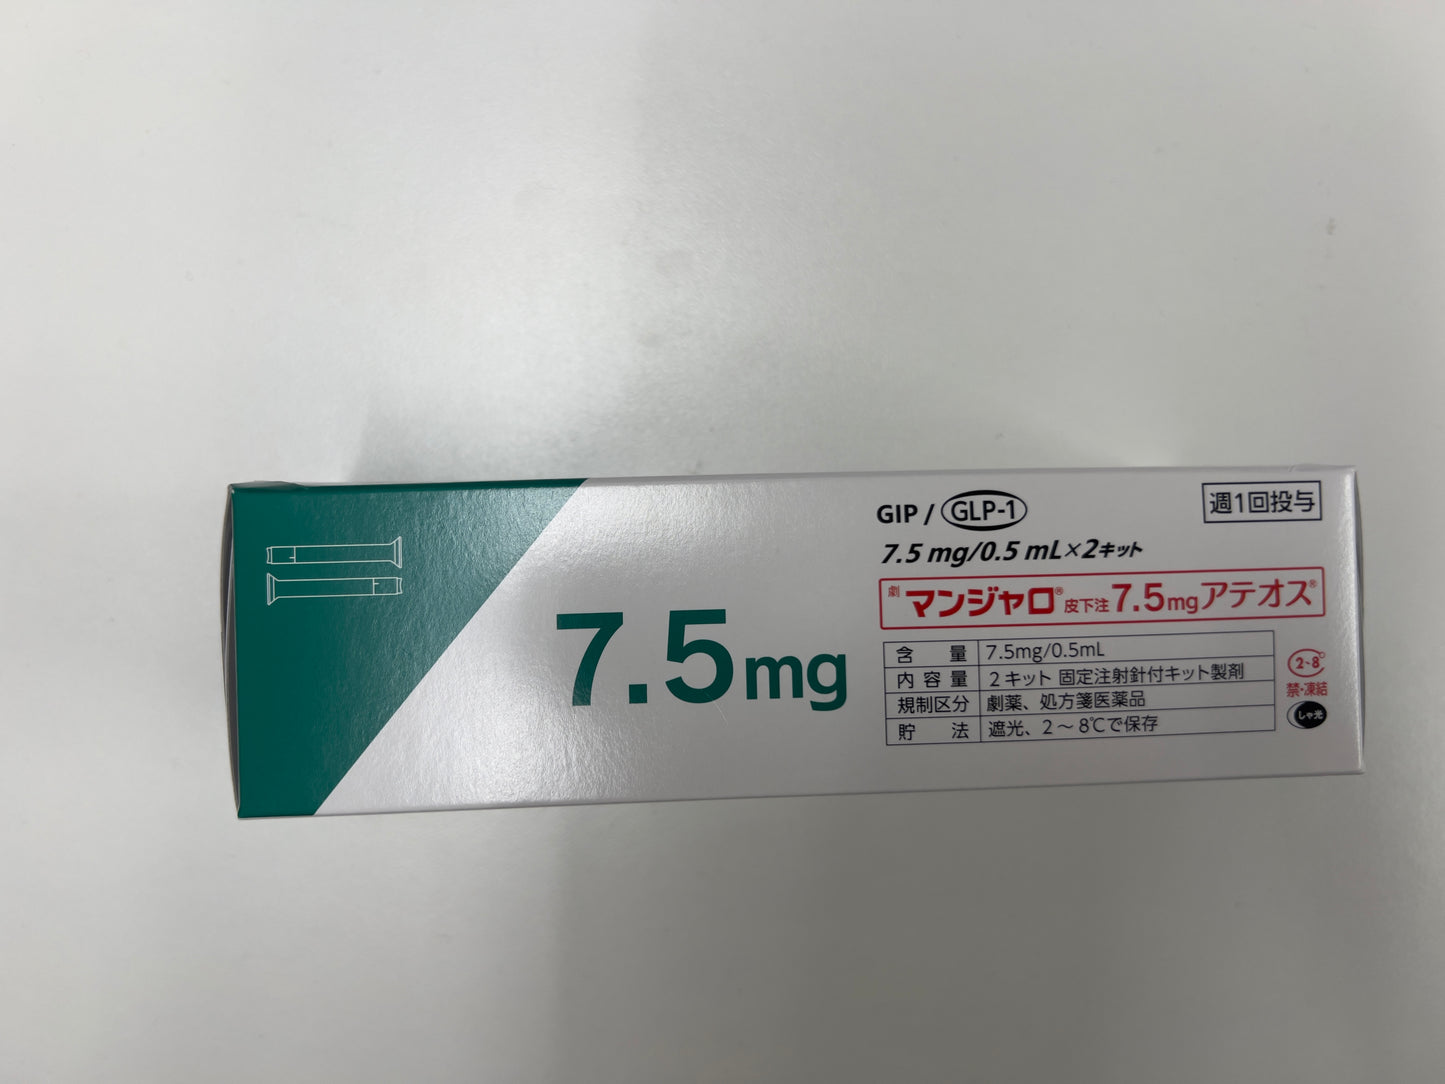 7.5mg
GIP / GLP-1
週1回投与
7.5 mg/0.5 mL×2キット
劇 マンジャロ® 皮下注 7.5mg アテオス®
含 量 7.5mg/0.5mL
内容量 2キット 固定注射針付キット製剤
規制区分 劇薬、処方箋医薬品
貯 法 遮光、2～8℃で保存
2~8°
禁・凍結
しゃ光